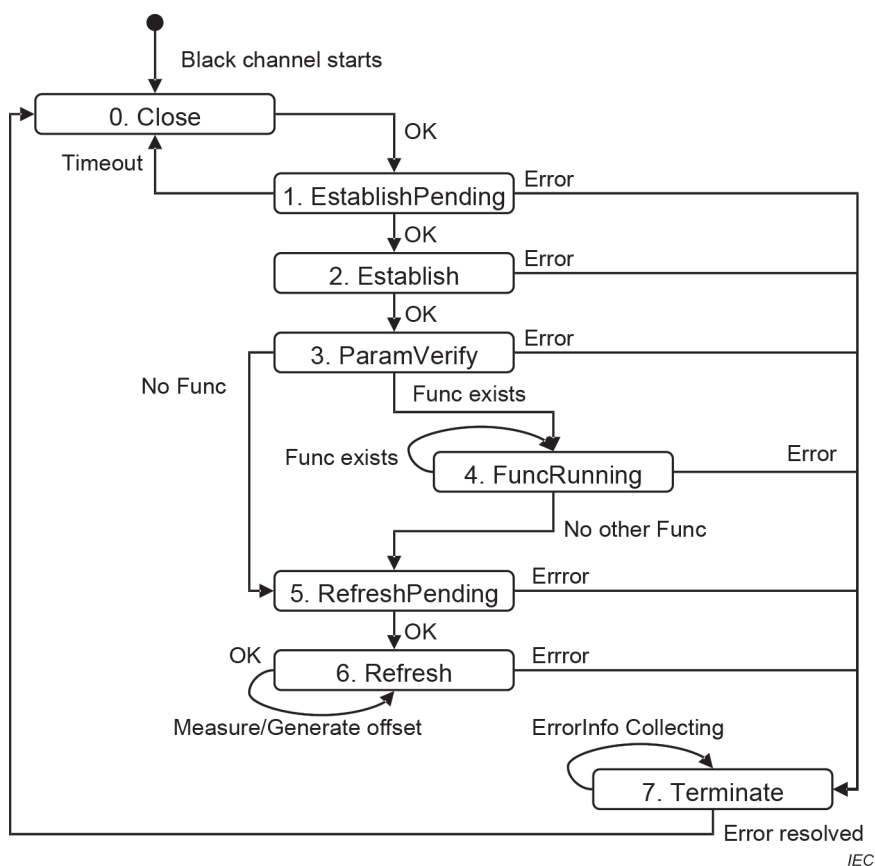 Black channel starts
0. Close
OK
Timeout
Error
1. EstablishPending
OK
Error
2. Establish
OK
Error
3. ParamVerify
No Func
Func exists
Func exists
Error
4. FuncRunning
No other Func
Errror
5. RefreshPending
OK
OK
Errror
6. Refresh
Measure/Generate offset
ErrorInfo Collecting
7. Terminate
Error resolved
IEC